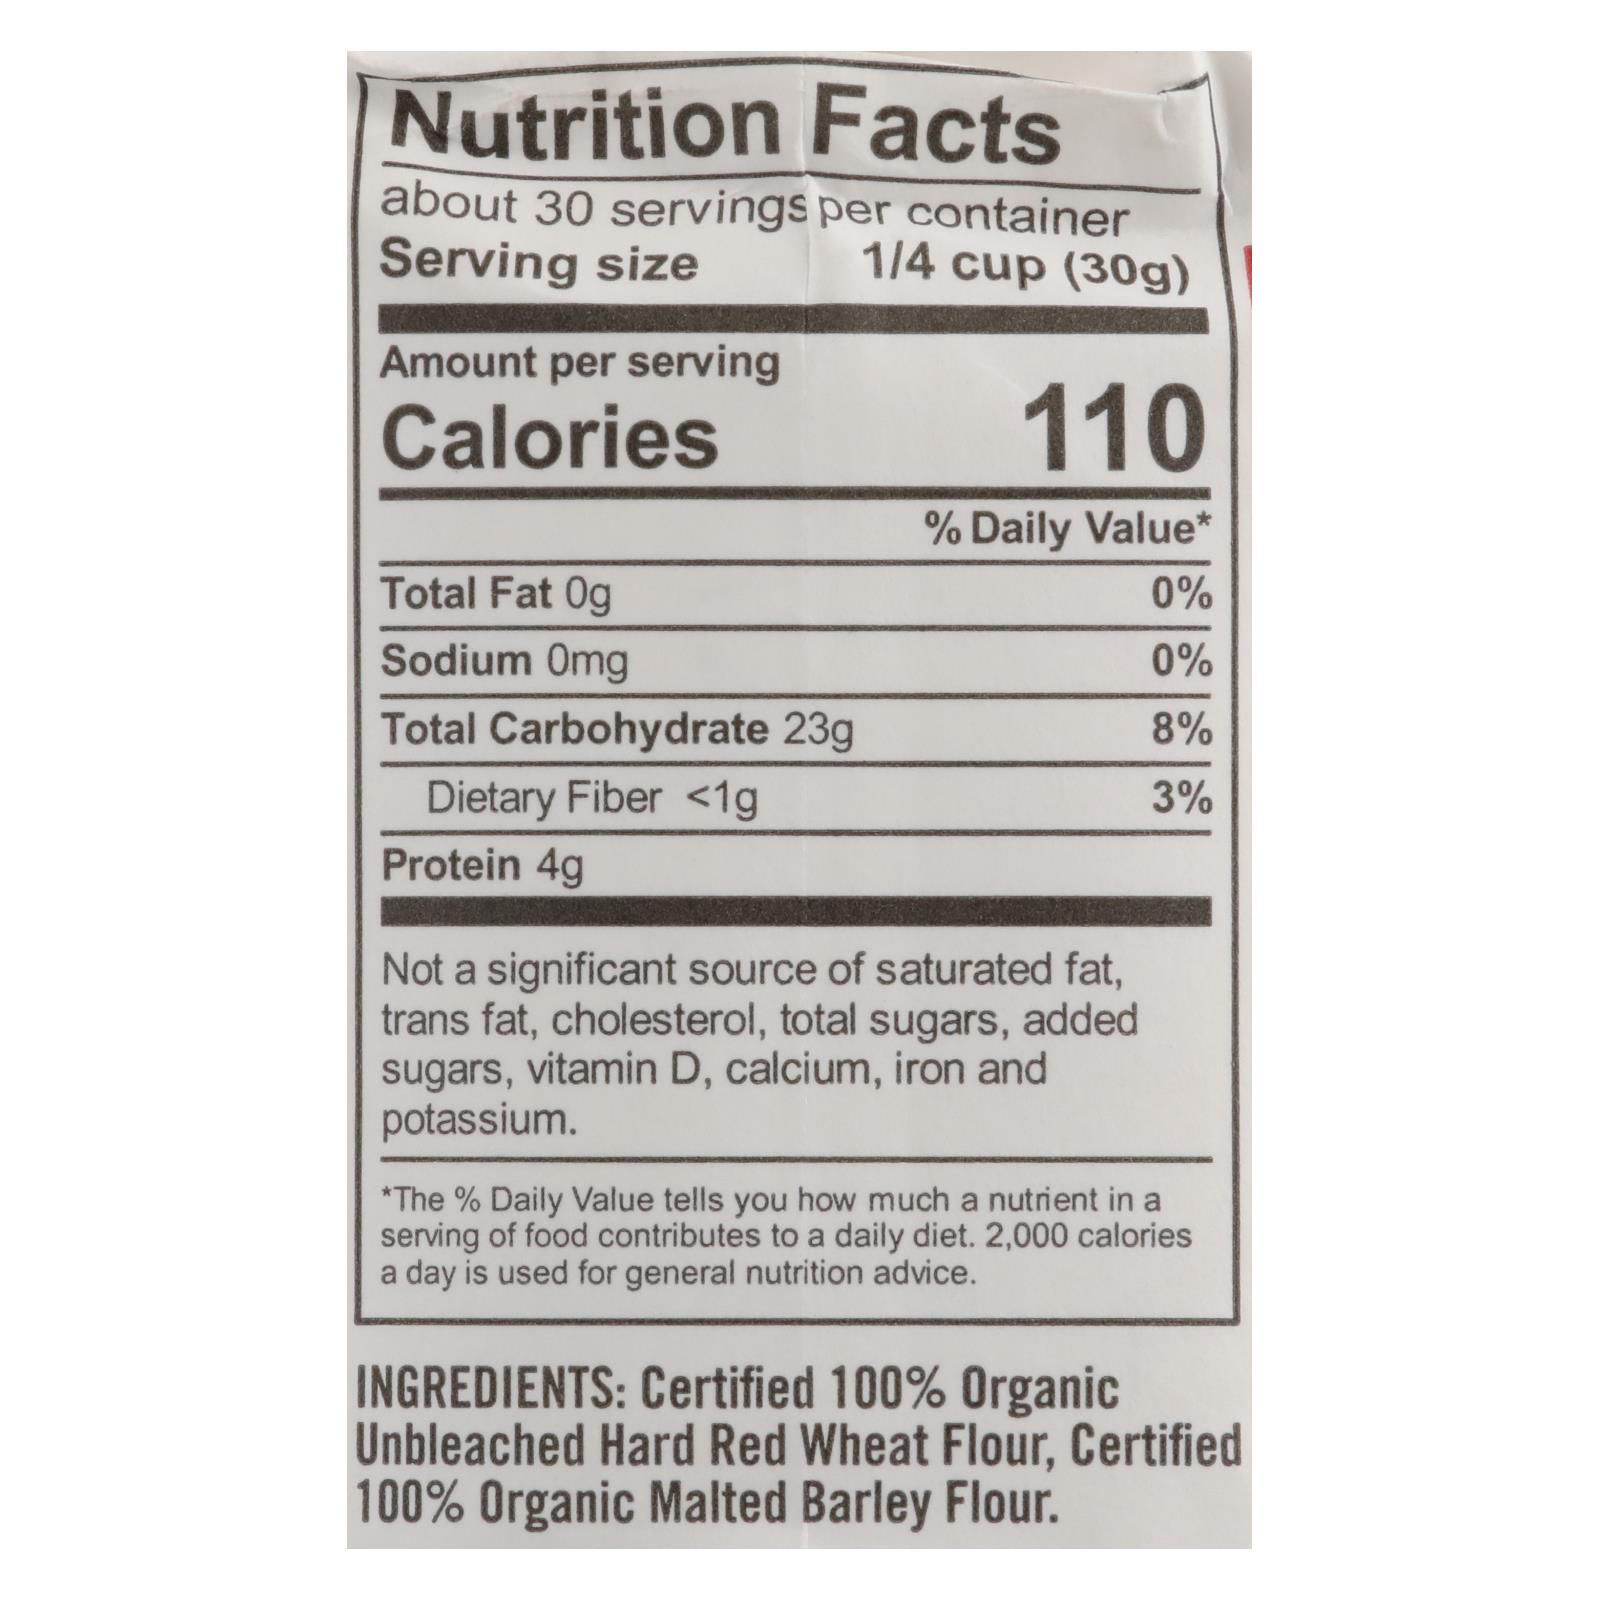 Nutrition Facts
about 30 servings per container
Serving size 1/4 cup (30g)
Amount per serving
Calories 110
% Daily Value*
Total Fat 0g 0%
Sodium 0mg 0%
Total Carbohydrate 23g 8%
Dietary Fiber <1g 3%
Protein 4g
Not a significant source of saturated fat,
trans fat, cholesterol, total sugars, added
sugars, vitamin D, calcium, iron and
potassium.
*The % Daily Value tells you how much a nutrient in a
serving of food contributes to a daily diet. 2,000 calories
a day is used for general nutrition advice.
INGREDIENTS: Certified 100% Organic
Unbleached Hard Red Wheat Flour, Certified
100% Organic Malted Barley Flour.